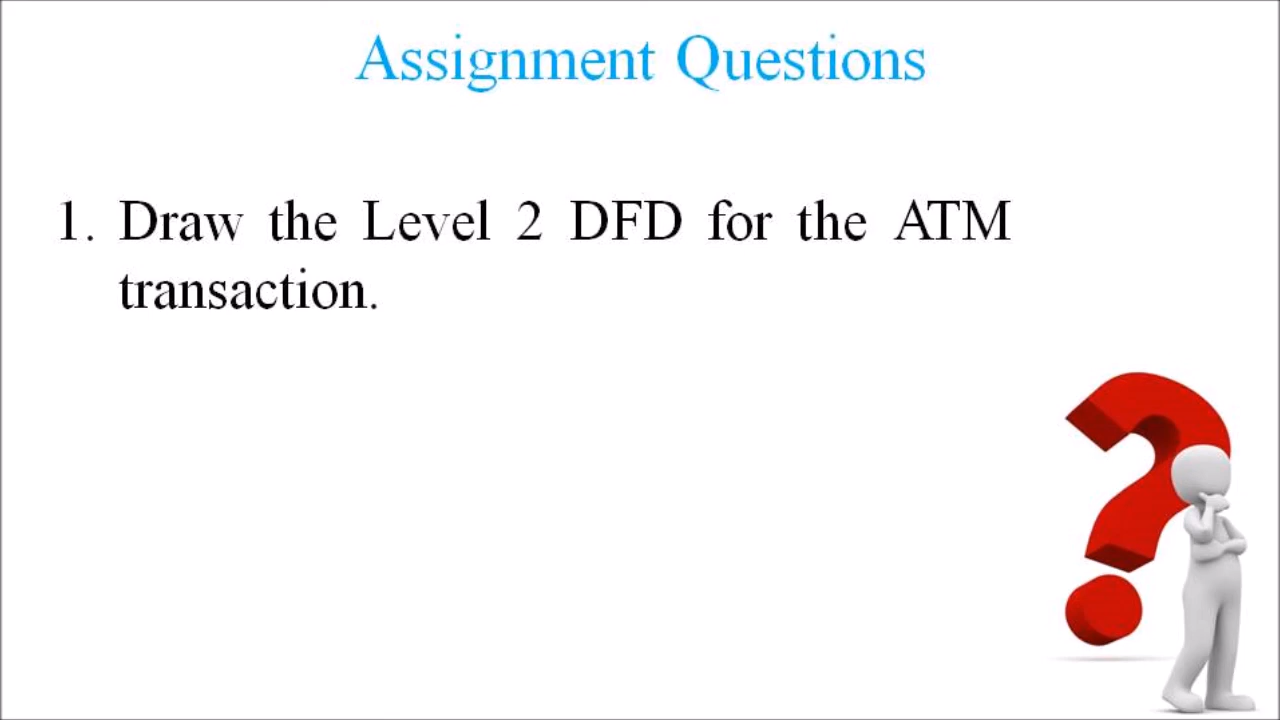 Assignment Questions
1. Draw the Level 2 DFD for the ATM
transaction.